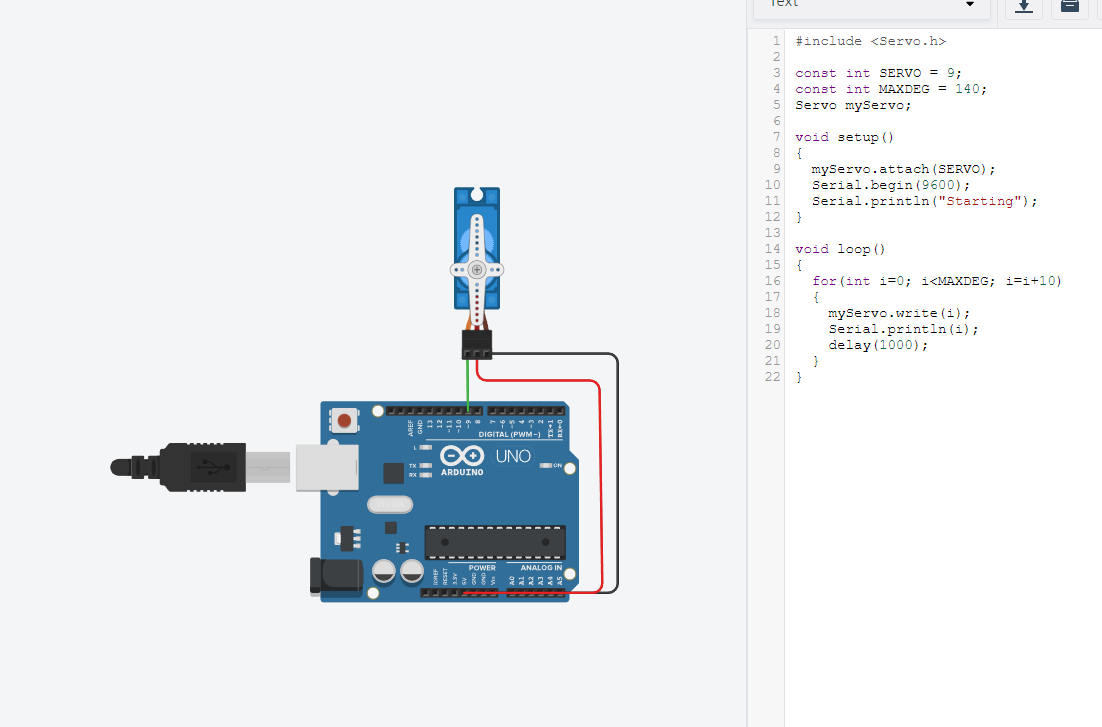 Text
1 #include <Servo.h>
2
3 const int SERVO = 9;
4 const int MAXDEG = 140;
5 Servo myServo;
6
7 void setup()
8 {
9 myServo.attach(SERVO);
10 Serial.begin(9600);
11 Serial.println("Starting");
12 }
13
14 void loop()
15 {
16 for(int i=0; i<MAXDEG; i=i+10)
17 {
18 myServo.write(i);
19 Serial.println(i);
20 delay(1000);
21 }
22 }
AREF
GND
13
12
~11
~10
~9
8
7
~6
~5
4
~3
2
TX→1
RX←0
DIGITAL (PWM~)
L
TX
RX
ARDUINO
UNO
ON
POWER
ANALOG IN
IOREF
RESET
3.3V
5V
GND
GND
Vin
A0
A1
A2
A3
A4
A5